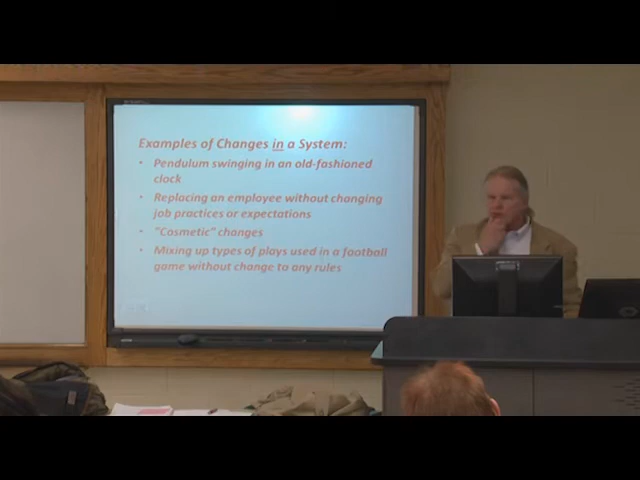 Examples of Changes in a System:
• Pendulum swinging in an old-fashioned
clock
• Replacing an employee without changing
job practices or expectations
• "Cosmetic" changes
• Mixing up types of plays used in a football
game without change to any rules